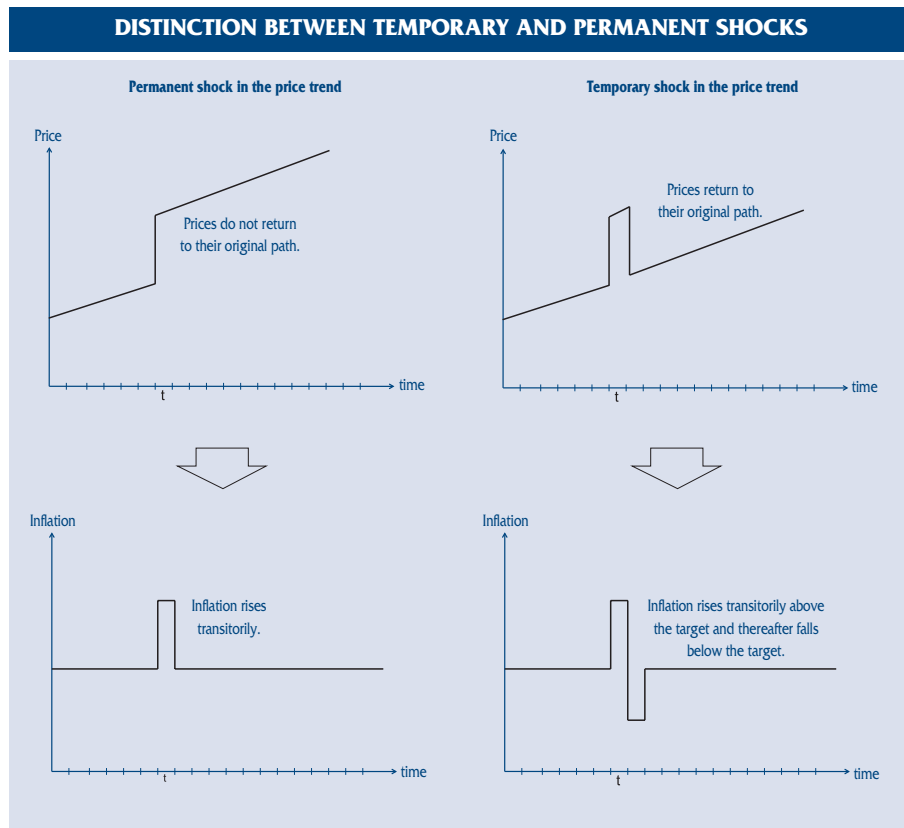 DISTINCTION BETWEEN TEMPORARY AND PERMANENT SHOCKS
Permanent shock in the price trend
Price
Prices do not return
to their original path.
time
t
Inflation
Inflation rises
transitorily.
time
t
Temporary shock in the price trend
Price
Prices return to
their original path.
time
t
Inflation
Inflation rises transitorily above
the target and thereafter falls
below the target.
time
t